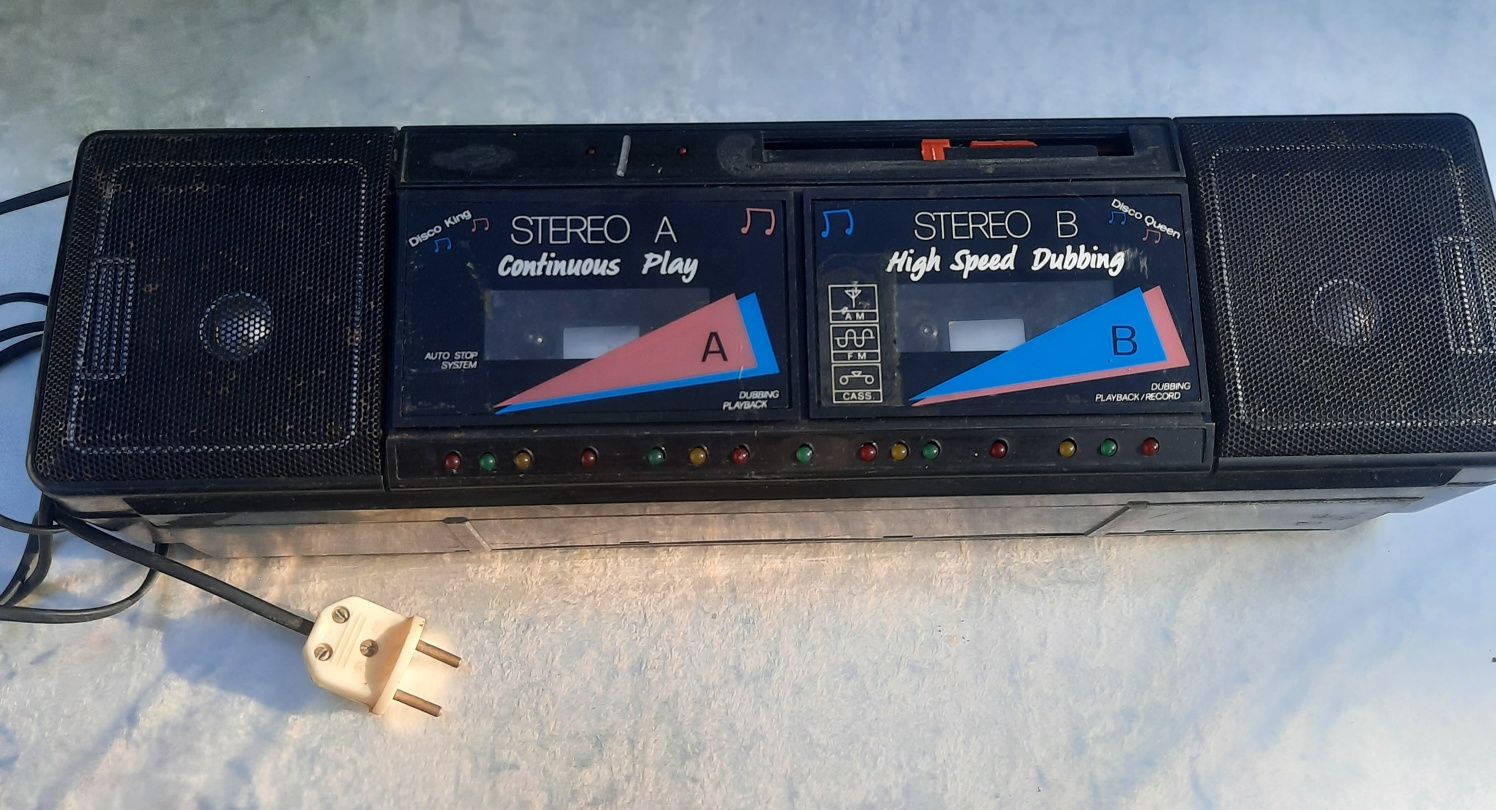 Disco King
STEREO A
Continuous Play
AUTO STOP
SYSTEM
A
DUBBING
PLAYBACK
STEREO B
Disco Queen
High Speed Dubbing
AM
FM
CASS.
B
DUBBING
PLAYBACK/RECORD